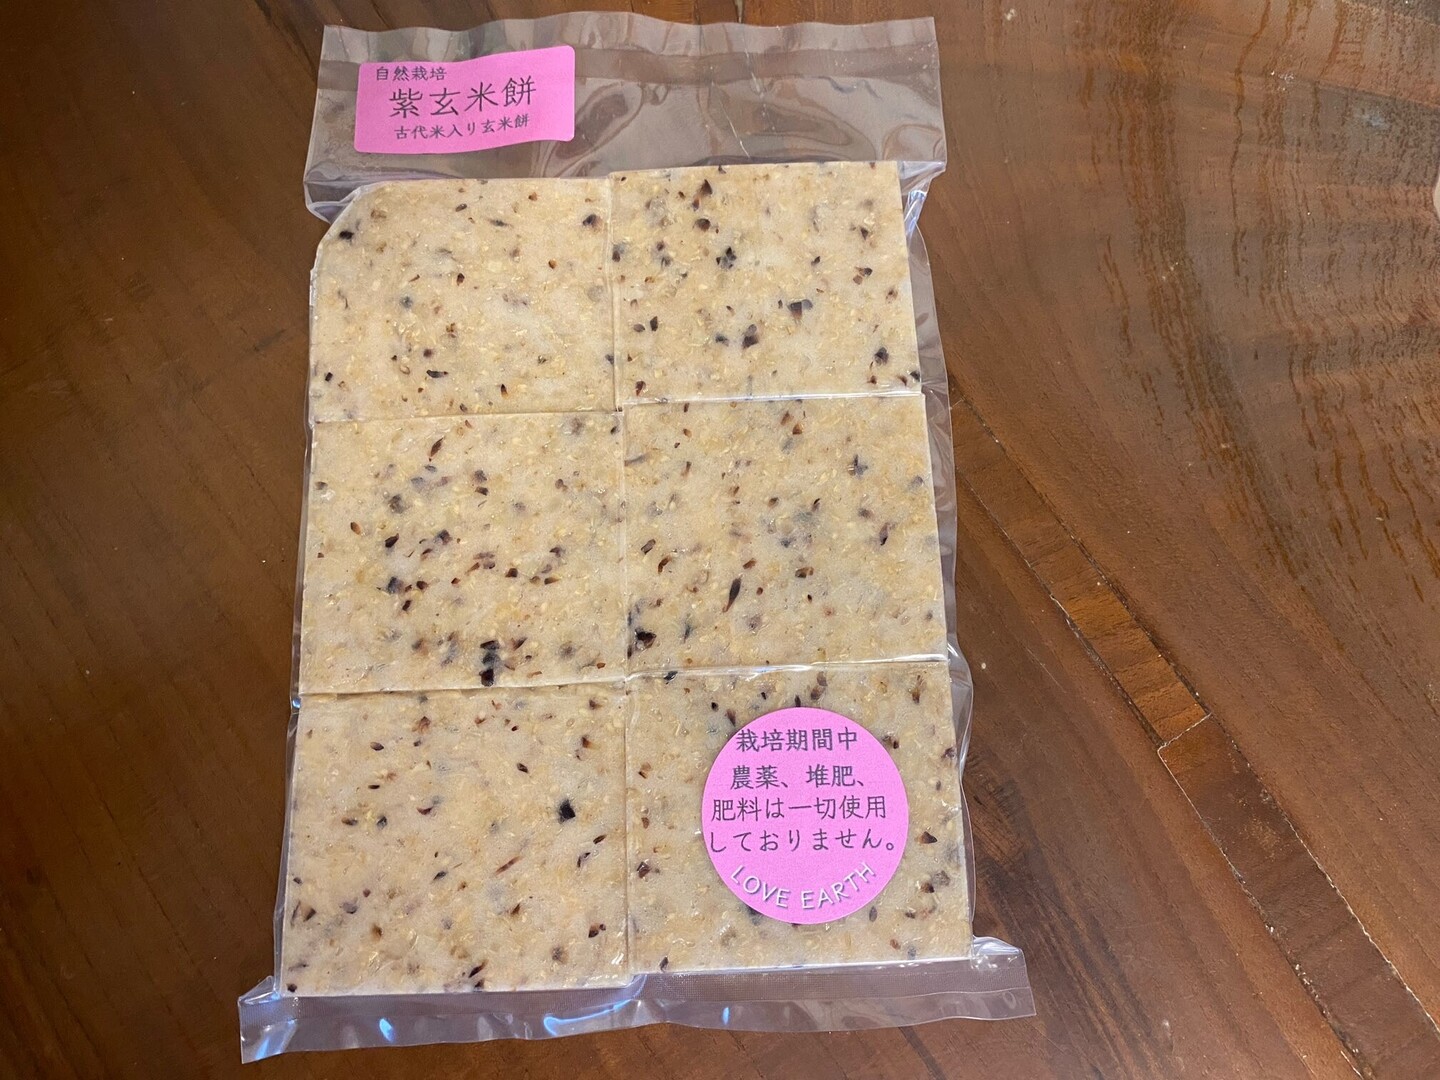 自然栽培
紫玄米餅
古代米入り玄米餅
栽培期間中
農薬、堆肥、
肥料は一切使用
しておりません。
LOVE EARTH